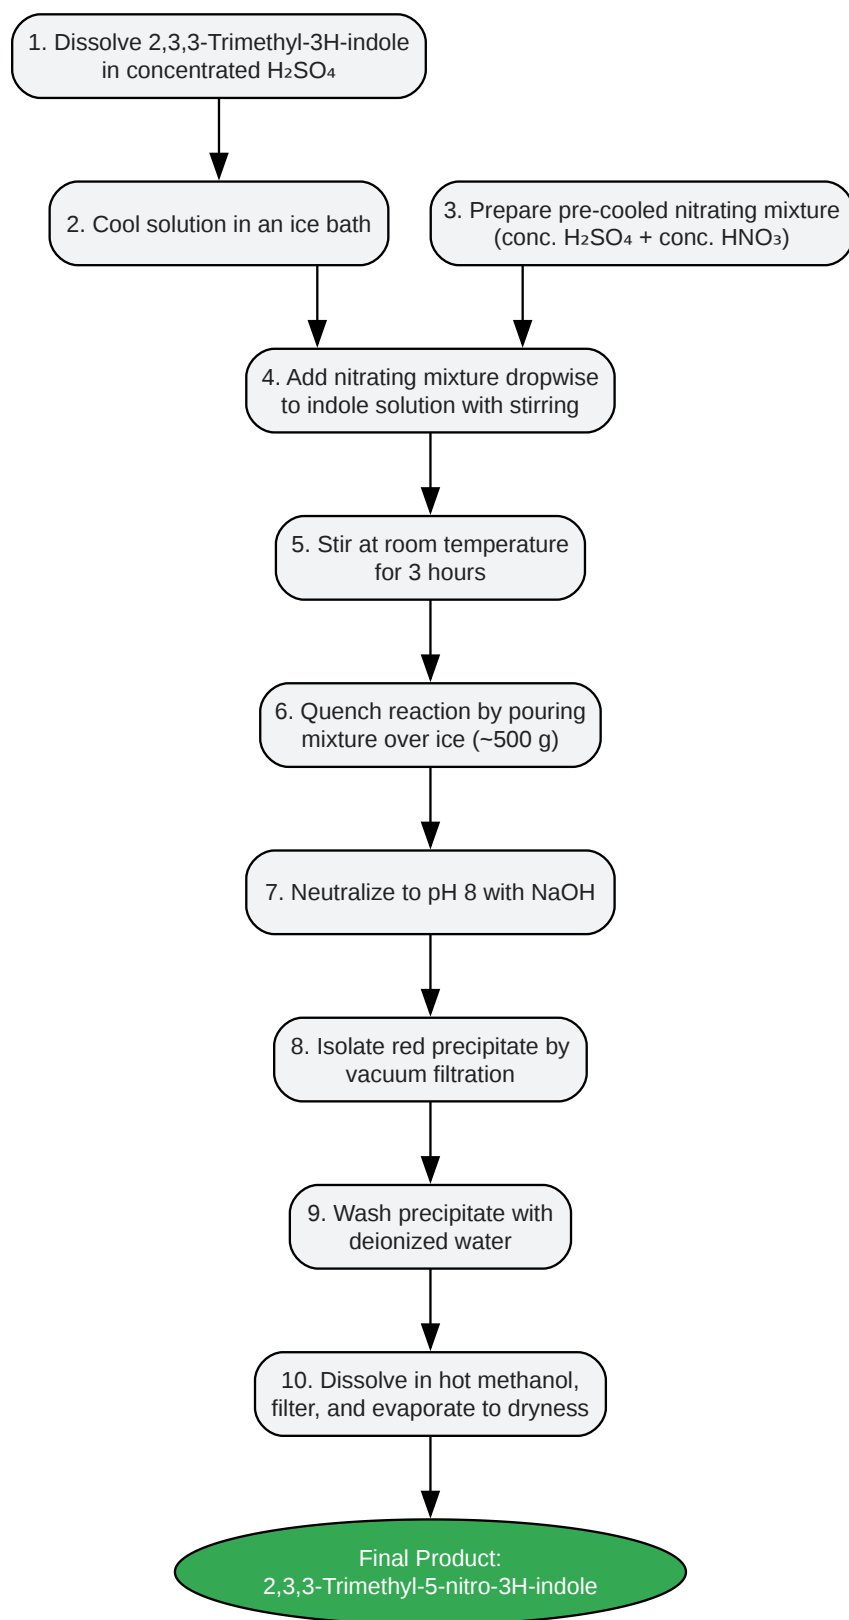 1. Dissolve 2,3,3-Trimethyl-3H-indole
in concentrated H₂SO₄
2. Cool solution in an ice bath
3. Prepare pre-cooled nitrating mixture
(conc. H₂SO₄ + conc. HNO₃)
4. Add nitrating mixture dropwise
to indole solution with stirring
5. Stir at room temperature
for 3 hours
6. Quench reaction by pouring
mixture over ice (~500 g)
7. Neutralize to pH 8 with NaOH
8. Isolate red precipitate by
vacuum filtration
9. Wash precipitate with
deionized water
10. Dissolve in hot methanol,
filter, and evaporate to dryness
Final Product:
2,3,3-Trimethyl-5-nitro-3H-indole